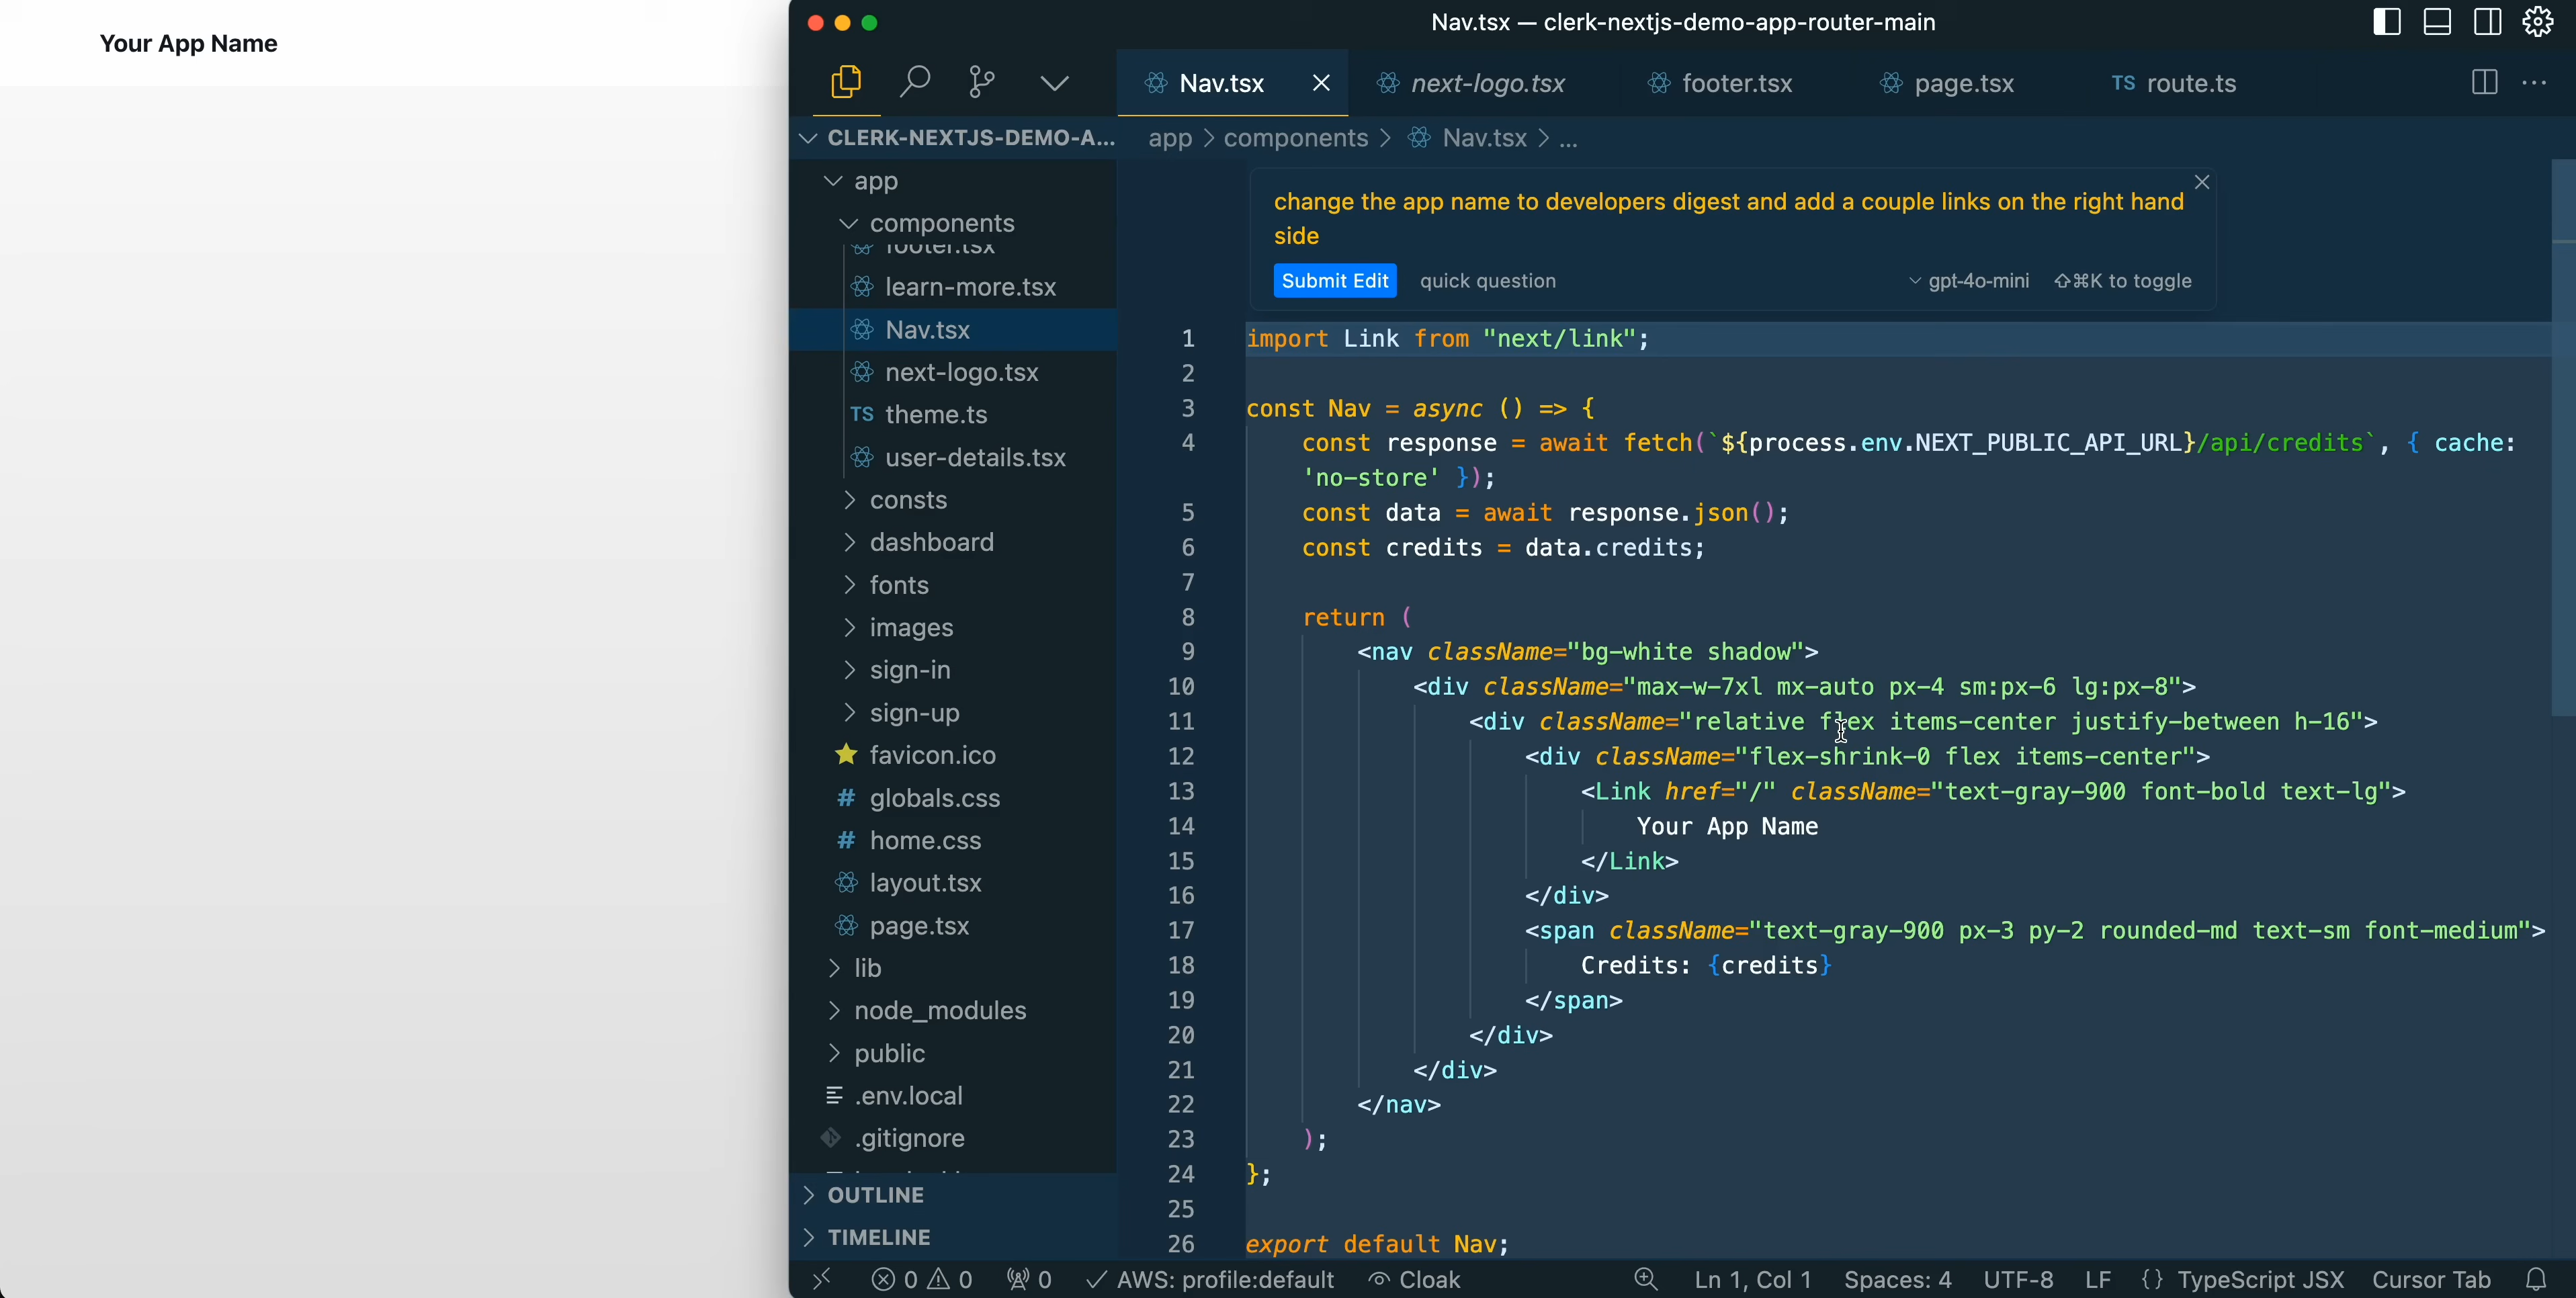 Your App Name
Nav.tsx — clerk-nextjs-demo-app-router-main
Nav.tsx
next-logo.tsx
footer.tsx
page.tsx
TS route.ts
CLERK-NEXTJS-DEMO-A...
app > components > Nav.tsx > ...
app
components
footer.tsx
learn-more.tsx
Nav.tsx
next-logo.tsx
TS theme.ts
user-details.tsx
consts
dashboard
fonts
images
sign-in
sign-up
favicon.ico
# globals.css
# home.css
layout.tsx
page.tsx
lib
node_modules
public
.env.local
.gitignore
OUTLINE
TIMELINE
change the app name to developers digest and add a couple links on the right hand
side
Submit Edit quick question gpt-4o-mini ⇧⌘K to toggle
1 import Link from "next/link";
2
3 const Nav = async () => {
4 const response = await fetch(`${process.env.NEXT_PUBLIC_API_URL}/api/credits`, { cache:
'no-store' });
5 const data = await response.json();
6 const credits = data.credits;
7
8 return (
9 <nav className="bg-white shadow">
10 <div className="max-w-7xl mx-auto px-4 sm:px-6 lg:px-8">
11 <div className="relative flex items-center justify-between h-16">
12 <div className="flex-shrink-0 flex items-center">
13 <Link href="/" className="text-gray-900 font-bold text-lg">
14 Your App Name
15 </Link>
16 </div>
17 <span className="text-gray-900 px-3 py-2 rounded-md text-sm font-medium">
18 Credits: {credits}
19 </span>
20 </div>
21 </div>
22 </nav>
23 );
24 };
25
26 export default Nav;
0 0 0 AWS: profile:default Cloak Ln 1, Col 1 Spaces: 4 UTF-8 LF {} TypeScript JSX Cursor Tab